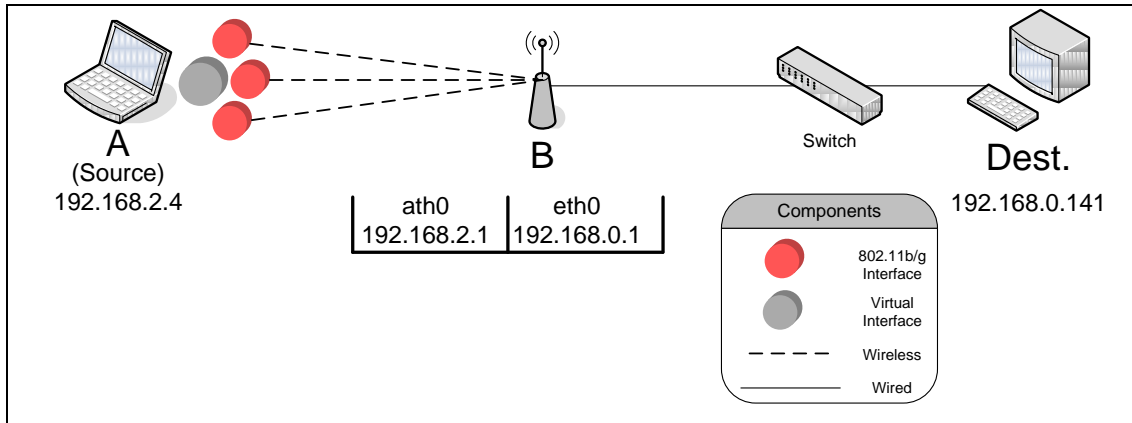 A
(Source)
192.168.2.4
B
ath0
192.168.2.1
eth0
192.168.0.1
Switch
Dest.
192.168.0.141
Components
802.11b/g
Interface
Virtual
Interface
Wireless
Wired